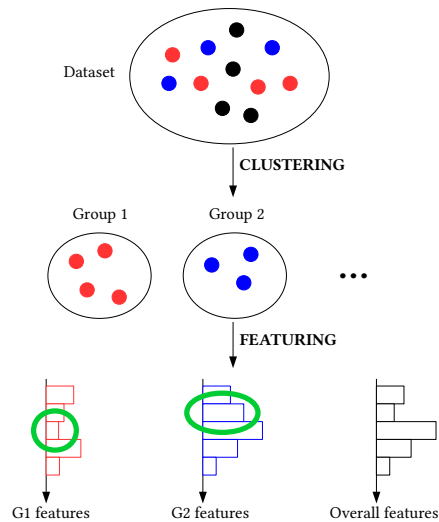 Dataset
CLUSTERING
Group 1
Group 2
...
FEATURING
G1 features
G2 features
Overall features